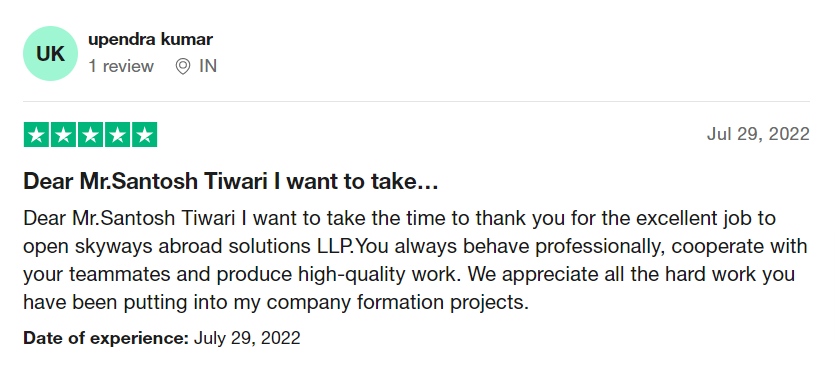 UK
upendra kumar
1 review IN
Jul 29, 2022
Dear Mr.Santosh Tiwari I want to take…
Dear Mr.Santosh Tiwari I want to take the time to thank you for the excellent job to
open skyways abroad solutions LLP.You always behave professionally, cooperate with
your teammates and produce high-quality work. We appreciate all the hard work you
have been putting into my company formation projects.
Date of experience: July 29, 2022